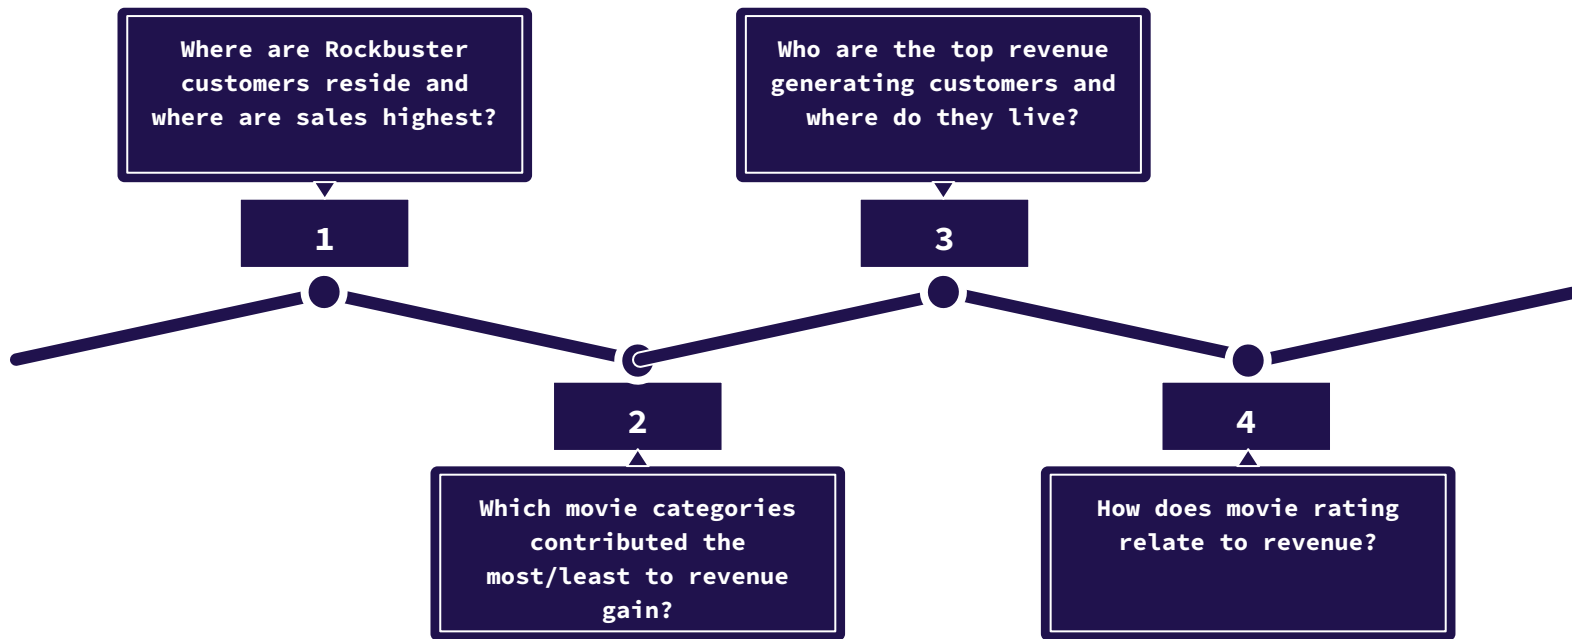 Where are Rockbuster
customers reside and
where are sales highest?
1
2
Which movie categories
contributed the
most/least to revenue
gain?
Who are the top revenue
generating customers and
where do they live?
3
4
How does movie rating
relate to revenue?